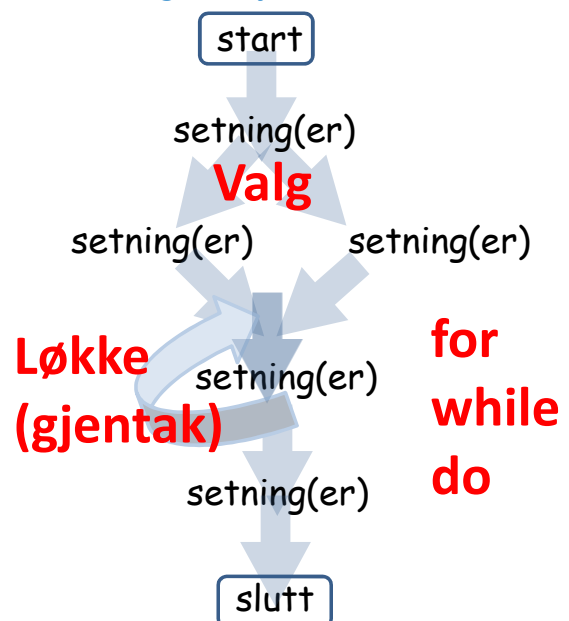 start
setning(er)
Valg
setning(er) setning(er)
Løkke
(gjentak)
setning(er)
for
while
do
setning(er)
slutt